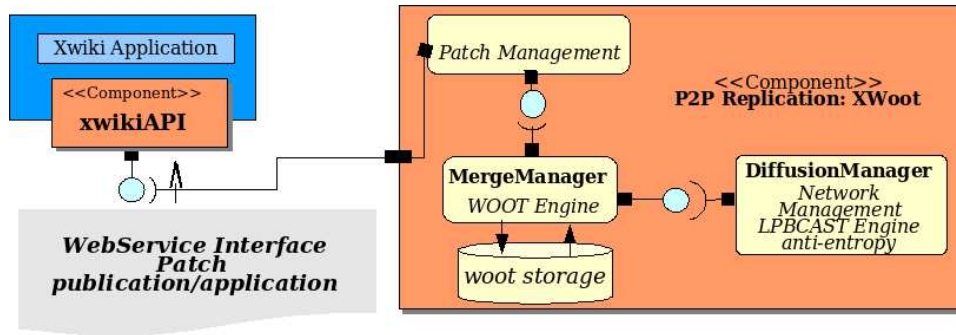 Xwiki Application
<<Component>>
xwikiAPI
WebService Interface
Patch
publication/application
Patch Management
<<Component>>
P2P Replication: XWoot
MergeManager
WOOT Engine
woot storage
DiffusionManager
Network
Management
LPBCAST Engine
anti-entropy